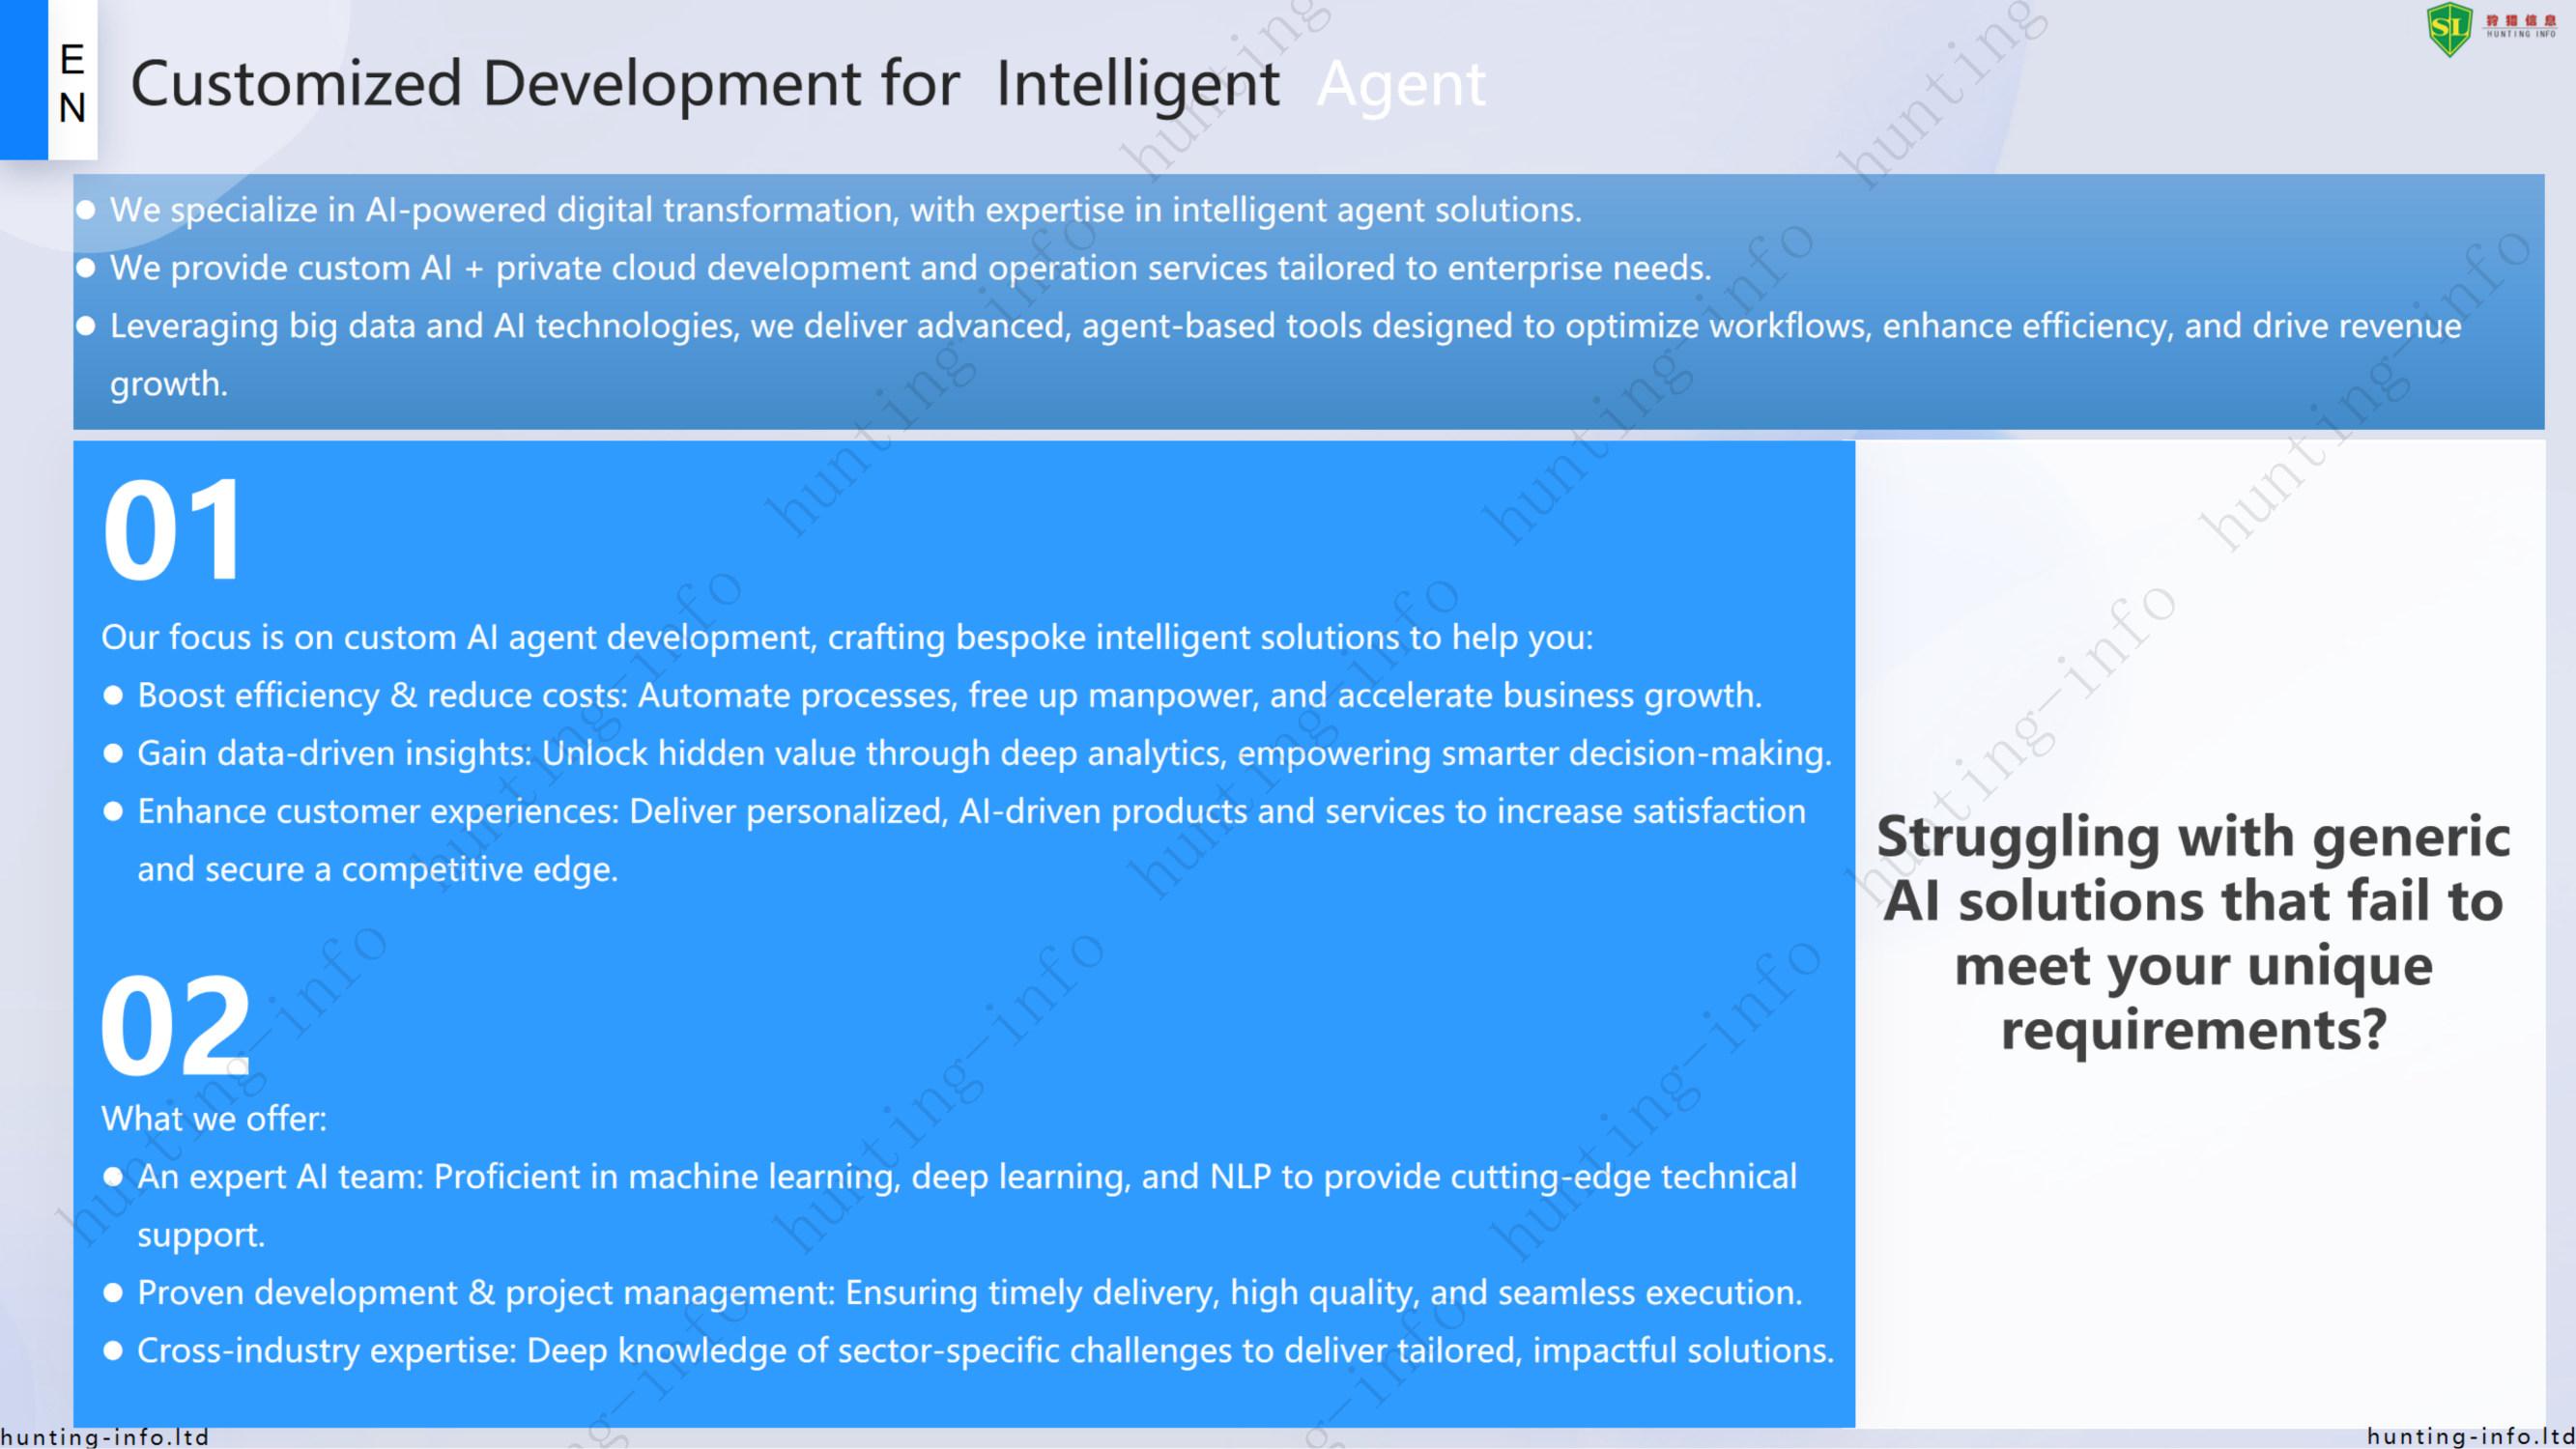 E
N
Customized Development for Intelligent Agent
SL
狩猎信息
HUNTING INFO
● We specialize in AI-powered digital transformation, with expertise in intelligent agent solutions.
● We provide custom AI + private cloud development and operation services tailored to enterprise needs.
● Leveraging big data and AI technologies, we deliver advanced, agent-based tools designed to optimize workflows, enhance efficiency, and drive revenue
growth.
01
Our focus is on custom AI agent development, crafting bespoke intelligent solutions to help you:
● Boost efficiency & reduce costs: Automate processes, free up manpower, and accelerate business growth.
● Gain data-driven insights: Unlock hidden value through deep analytics, empowering smarter decision-making.
● Enhance customer experiences: Deliver personalized, AI-driven products and services to increase satisfaction
and secure a competitive edge.
02
What we offer:
● An expert AI team: Proficient in machine learning, deep learning, and NLP to provide cutting-edge technical
support.
● Proven development & project management: Ensuring timely delivery, high quality, and seamless execution.
● Cross-industry expertise: Deep knowledge of sector-specific challenges to deliver tailored, impactful solutions.
Struggling with generic
AI solutions that fail to
meet your unique
requirements?
hunting-info.ltd
hunting-info.ltd
hunting-info